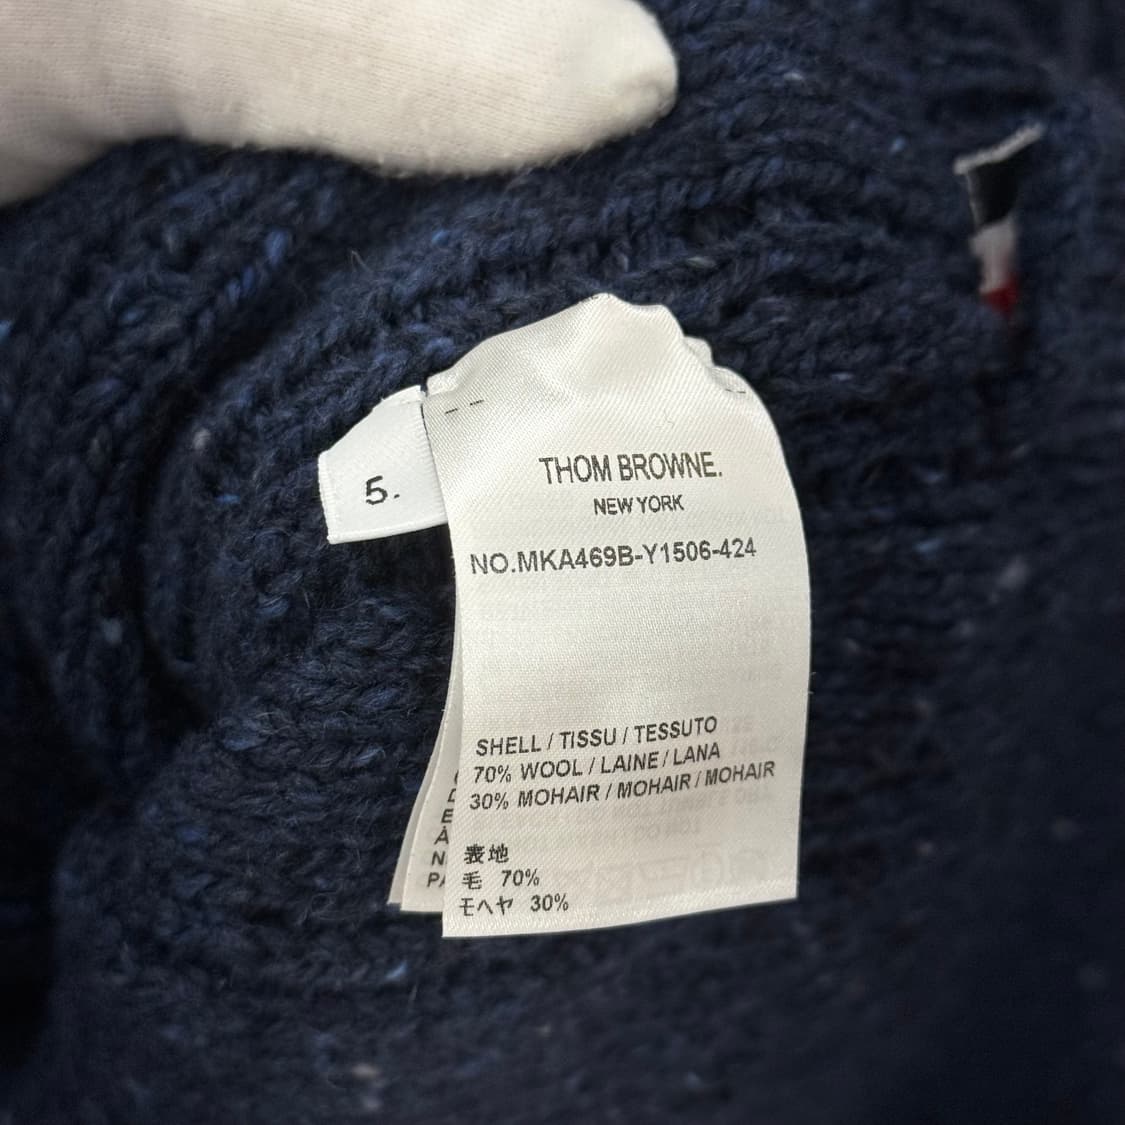 5.
THOM BROWNE.
NEW YORK
NO.MKA469B-Y1506-424
SHELL / TISSU / TESSUTO
70% WOOL / LAINE / LANA
30% MOHAIR / MOHAIR / MOHAIR
表地
毛 70%
モヘヤ 30%